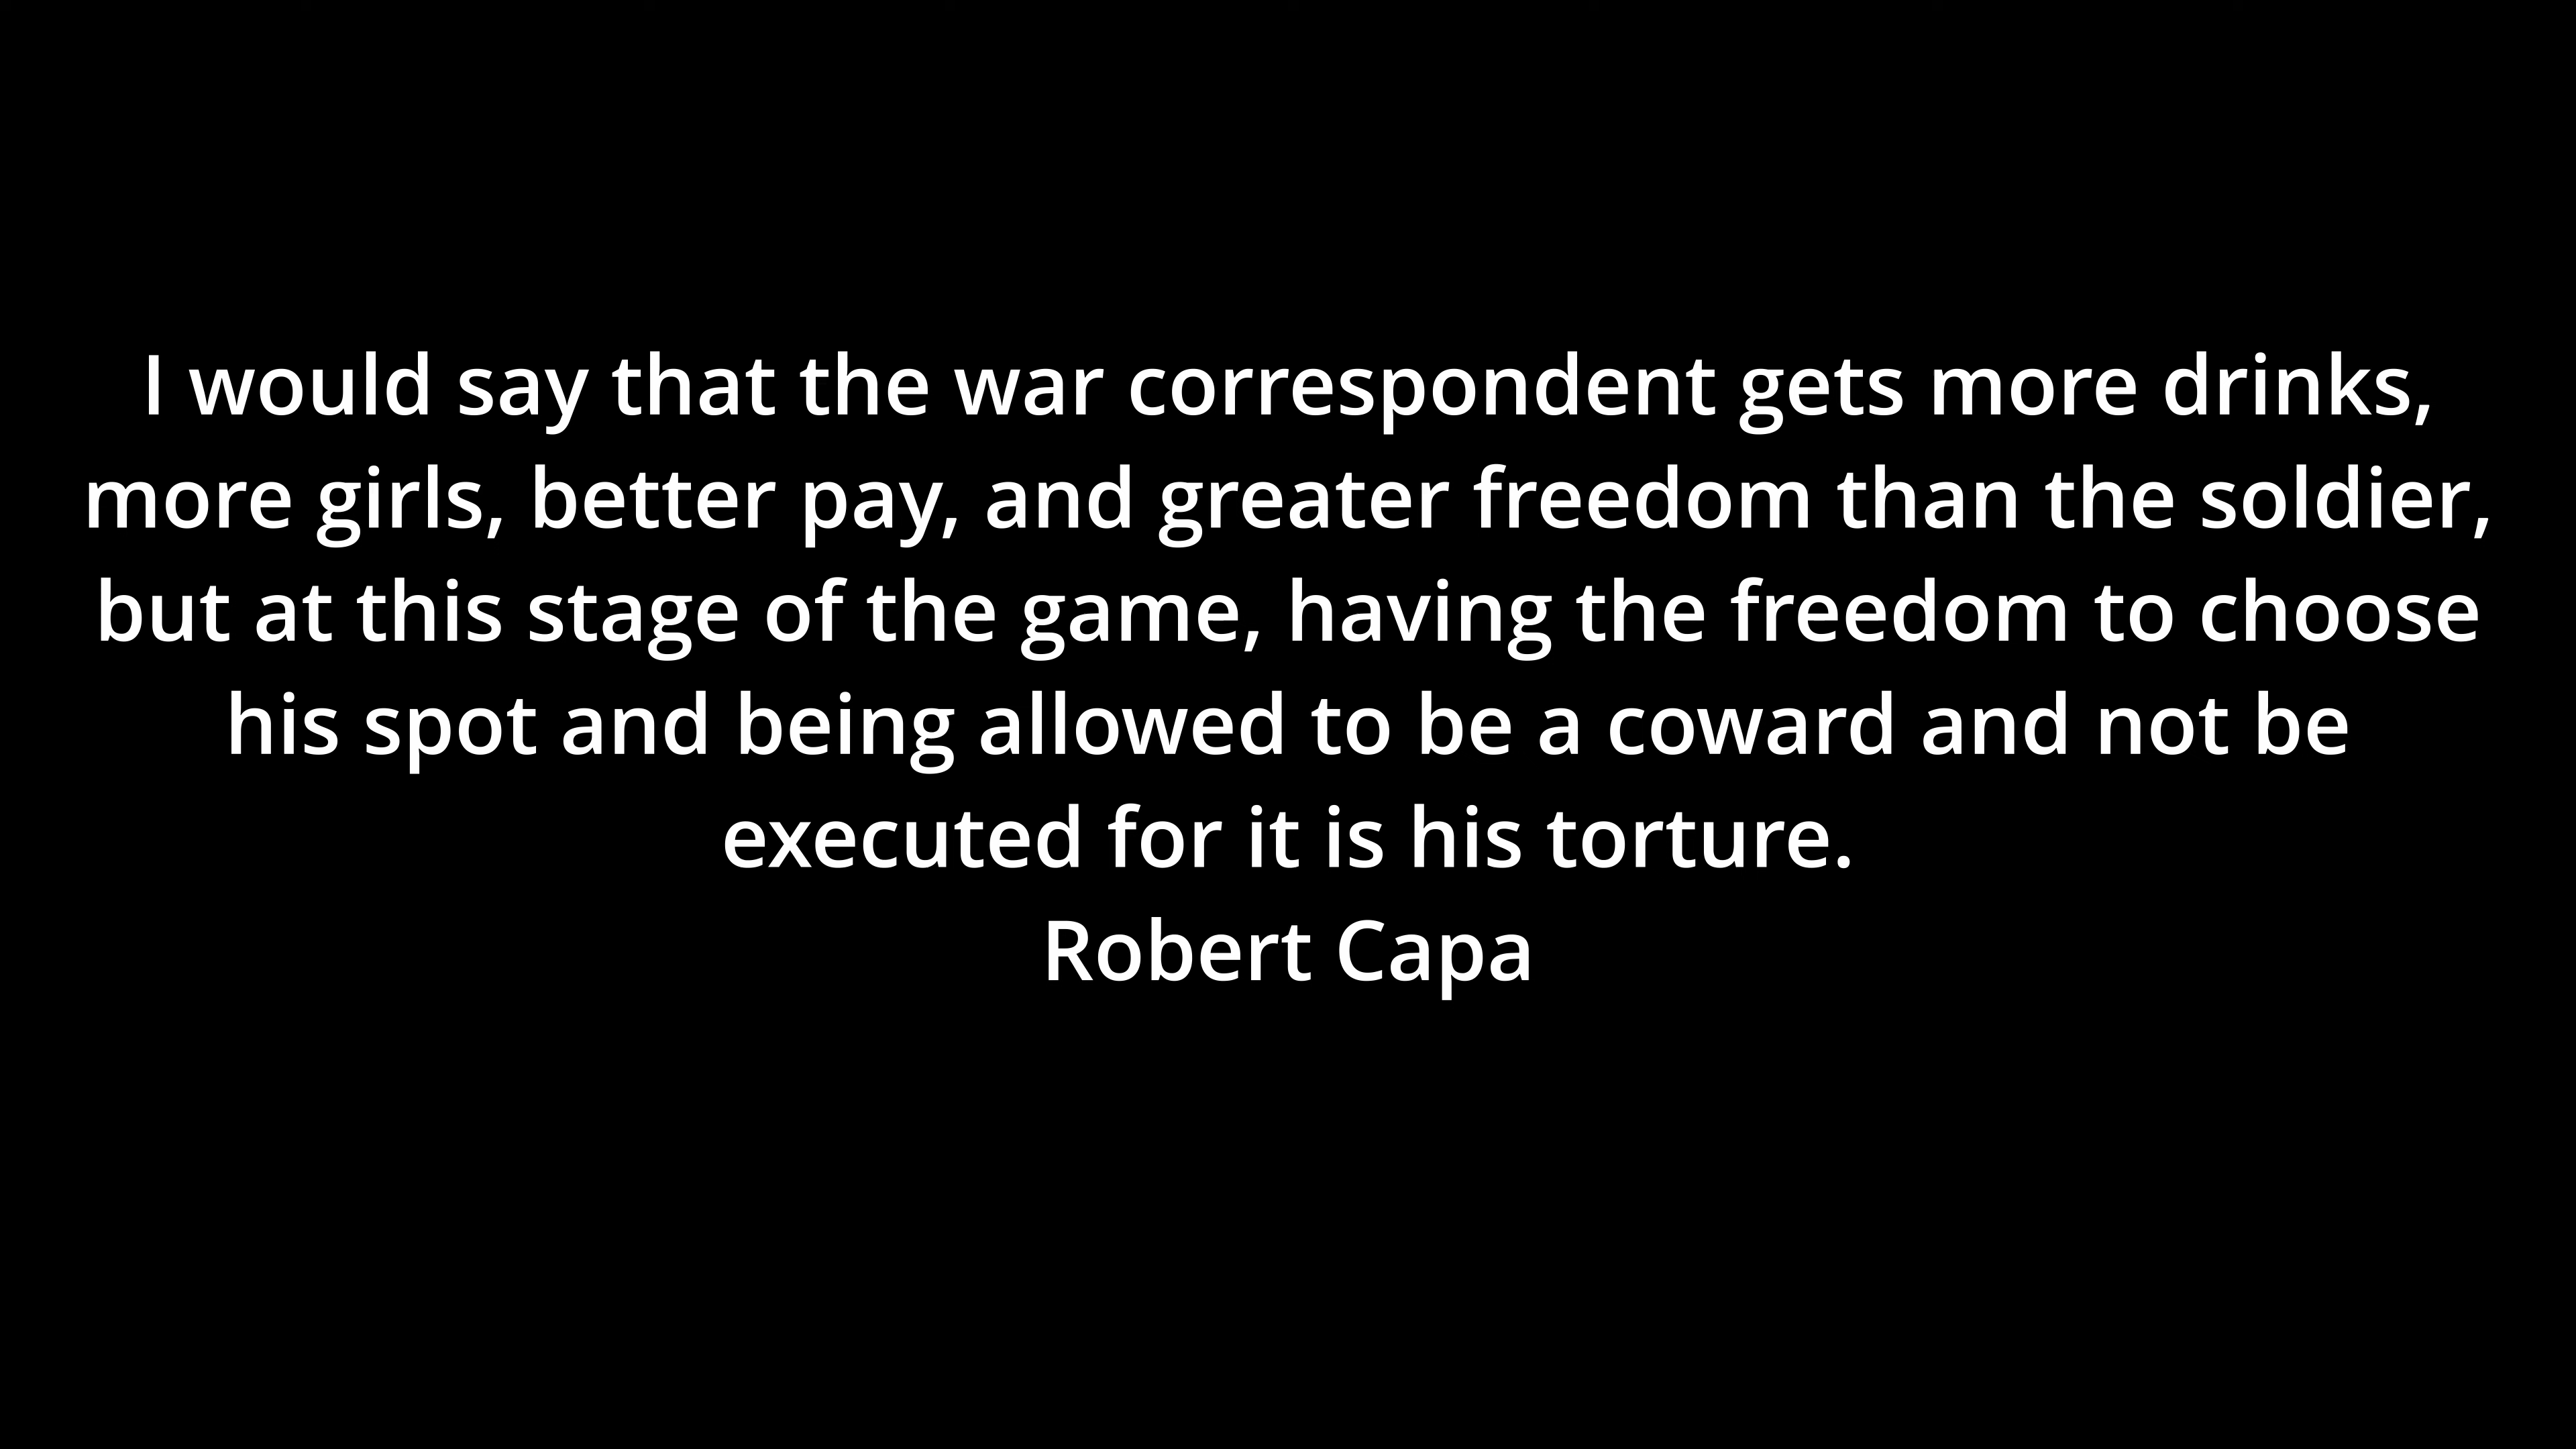 I would say that the war correspondent gets more drinks,
more girls, better pay, and greater freedom than the soldier,
but at this stage of the game, having the freedom to choose
his spot and being allowed to be a coward and not be
executed for it is his torture.
Robert Capa